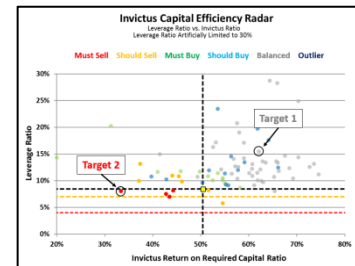 Invictus Capital Efficiency Radar
Leverage Ratio vs. Invictus Ratio
Leverage Ratio Artificially Limited to 30%
Must Sell Should Sell Must Buy Should Buy Balanced Outlier
30%
25%
20%
15%
10%
5%
0%
Leverage Ratio
Target 1
Target 2
20% 30% 40% 50% 60% 70% 80%
Invictus Return on Required Capital Ratio